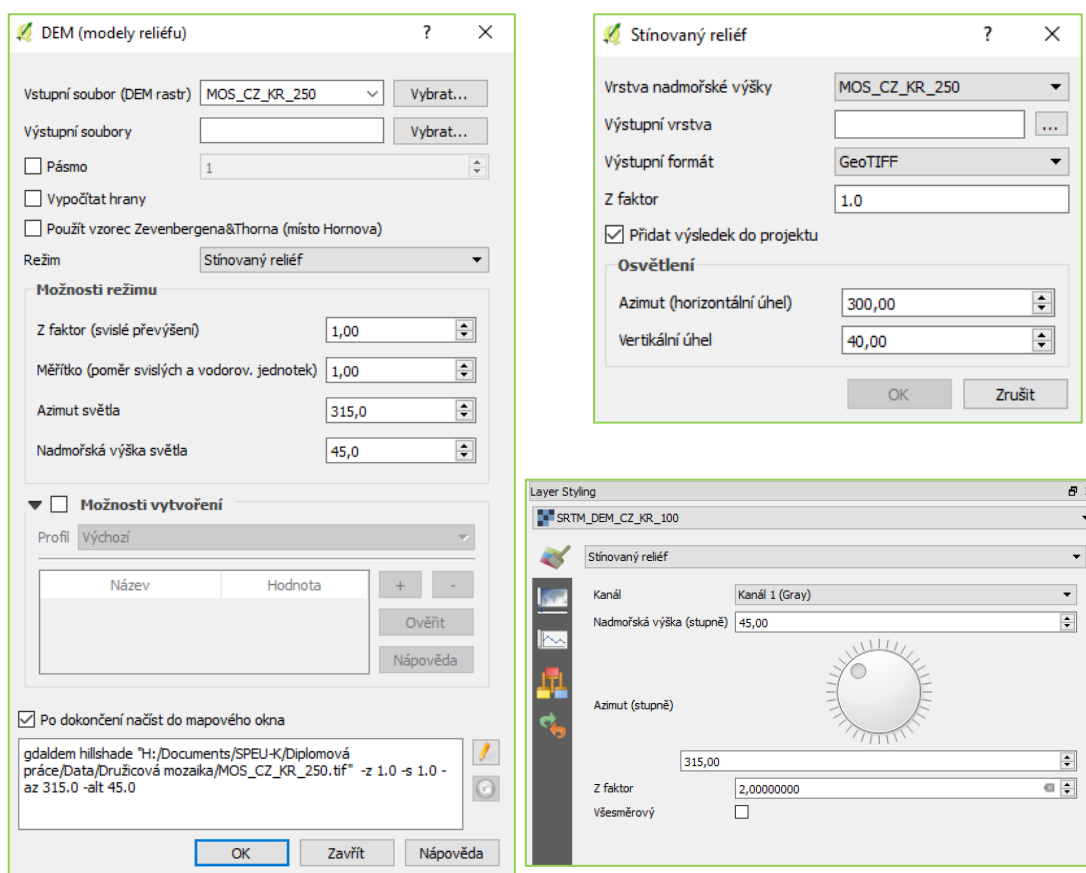 DEM (modely reliéfu)
?
Vstupní soubor (DEM rastr)
MOS_CZ_KR_250
Vybrat...
Výstupní soubory
Vybrat...
Pásmo
1
Vypočítat hrany
Použít vzorec Zevenbergena&Thorna (místo Hornova)
Režim
Stínovaný reliéf
Možnosti režimu
Z faktor (svislé převýšení)
1,00
Měřítko (poměr svislých a vodorov. jednotek)
1,00
Azimut světla
315,0
Nadmořská výška světla
45,0
Možnosti vytvoření
Profil
Výchozí
Název
Hodnota
+
-
Ověřit
Nápověda
Po dokončení načíst do mapového okna
gdaldem hillshade "H:/Documents/SPEU-K/Diplomová
práce/Data/Družicová mozaika/MOS_CZ_KR_250.tif" -z 1.0 -s 1.0 -
az 315.0 -alt 45.0
OK
Zavřít
Nápověda
Stínovaný reliéf
?
Vrstva nadmořské výšky
MOS_CZ_KR_250
Výstupní vrstva
...
Výstupní formát
GeoTIFF
Z faktor
1.0
Přidat výsledek do projektu
Osvětlení
Azimut (horizontální úhel)
300,00
Vertikální úhel
40,00
OK
Zrušit
Layer Styling
SRTM_DEM_CZ_KR_100
Stínovaný reliéf
Kanál
Kanál 1 (Gray)
Nadmořská výška (stupně)
45,00
Azimut (stupně)
315,00
Z faktor
2,00000000
Všesměrový